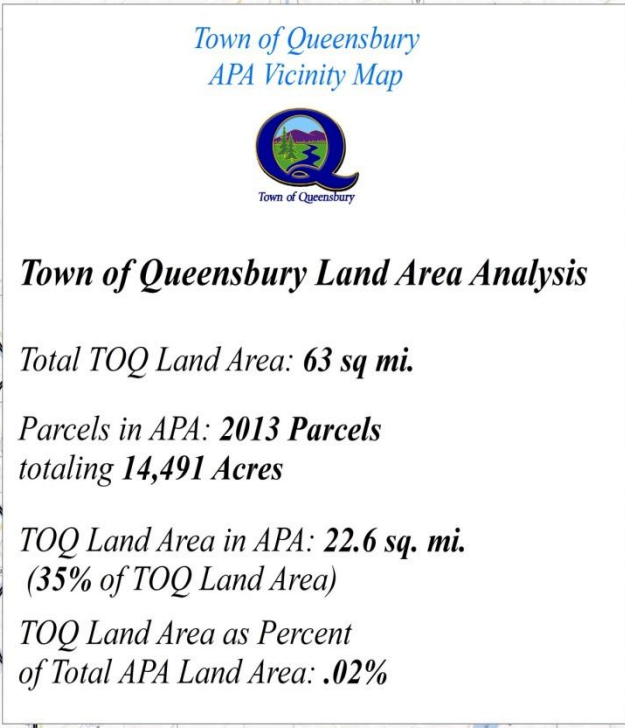 Town of Queensbury
APA Vicinity Map
Town of Queensbury
Town of Queensbury Land Area Analysis
Total TOQ Land Area: 63 sq mi.
Parcels in APA: 2013 Parcels
totaling 14,491 Acres
TOQ Land Area in APA: 22.6 sq. mi.
(35% of TOQ Land Area)
TOQ Land Area as Percent
of Total APA Land Area: .02%